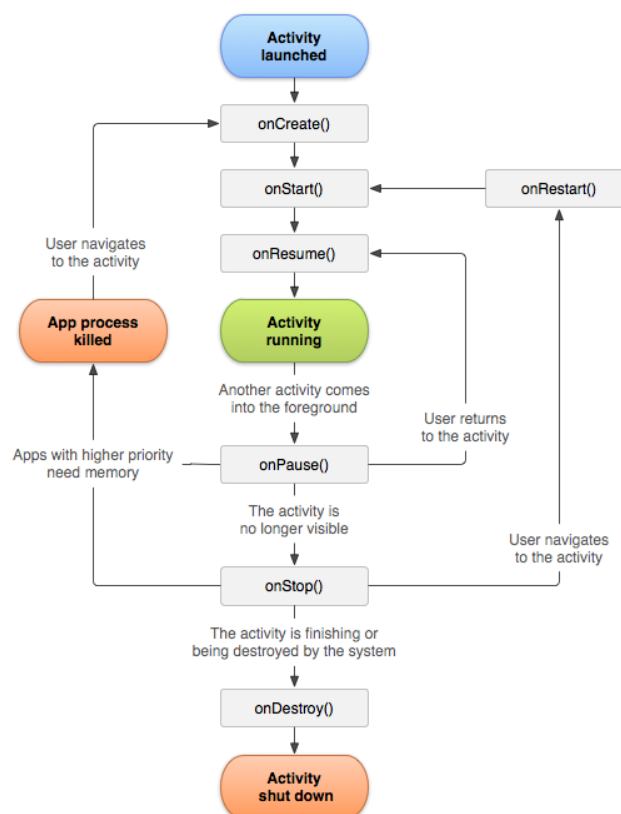 Activity
launched
onCreate()
onStart()
onRestart()
User navigates
to the activity
onResume()
App process
killed
Activity
running
Another activity comes
into the foreground
User returns
to the activity
Apps with higher priority
need memory
onPause()
The activity is
no longer visible
User navigates
to the activity
onStop()
The activity is finishing or
being destroyed by the system
onDestroy()
Activity
shut down